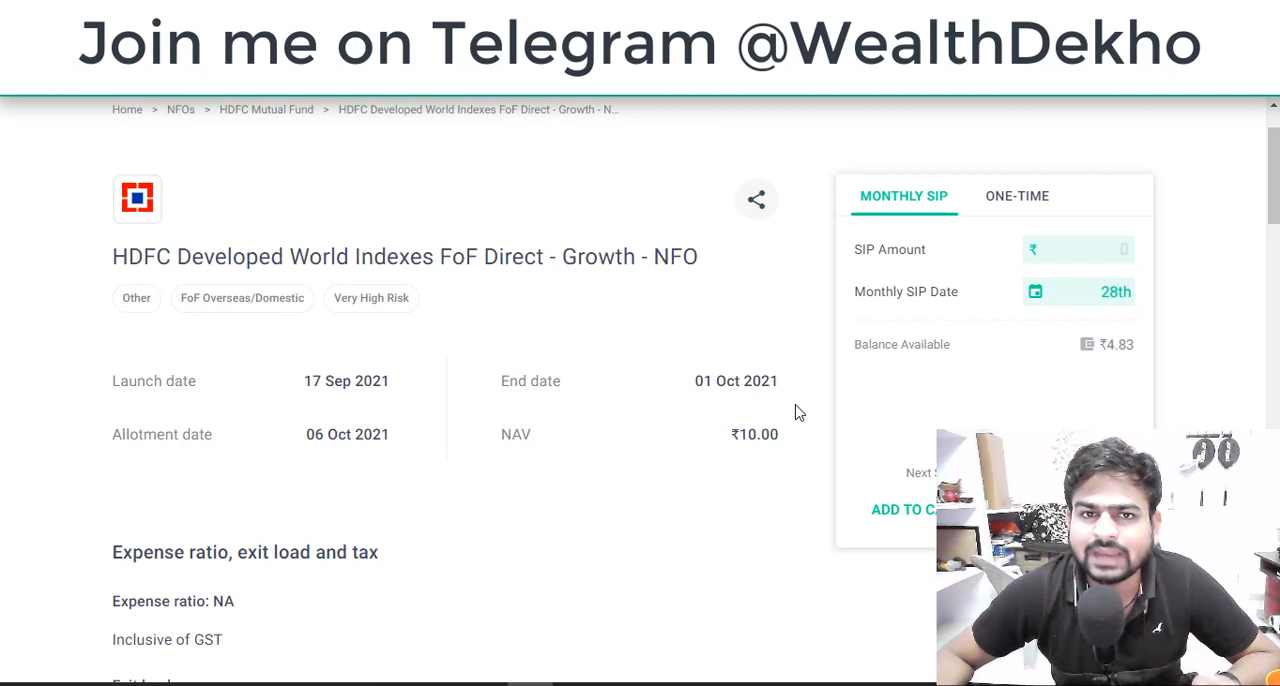 Join me on Telegram @WealthDekho
Home > NFOs > HDFC Mutual Fund > HDFC Developed World Indexes FoF Direct - Growth - N...
MONTHLY SIP ONE-TIME
SIP Amount ₹ 0
HDFC Developed World Indexes FoF Direct - Growth - NFO
Monthly SIP Date 28th
Other FoF Overseas/Domestic Very High Risk
Balance Available ₹4.83
Launch date 17 Sep 2021 End date 01 Oct 2021
Allotment date 06 Oct 2021 NAV ₹10.00
Next
ADD TO
Expense ratio, exit load and tax
Expense ratio: NA
Inclusive of GST